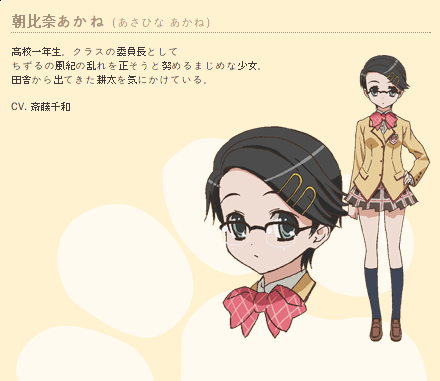 朝比奈あかね (あさひな あかね)
高校一年生。クラスの委員長として
ちずるの風紀の乱れを正そうと努めるまじめな少女。
田舎から出てきた耕太を気にかけている。
CV. 斎藤千和